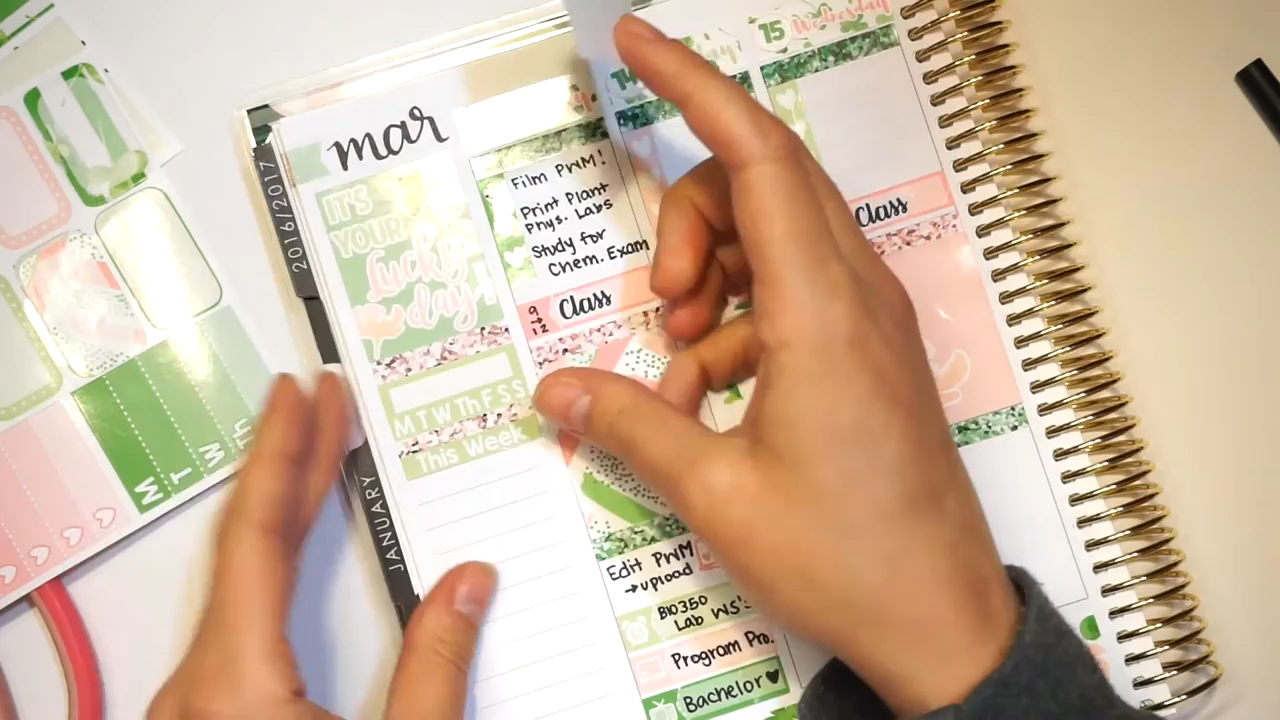 mar
2016/2017
IT'S
YOUR
Lucky
day
M T W Th F S S
This Week
JANUARY
M
T
W
Th
Film PWM!
Print Plant
Phys. Labs
Study for
Chem. Exam
9
12
Class
Edit PWM
→upload
BIO350
Lab WS's
Program Pro.
Bachelor
14
15 Wednesday
Class